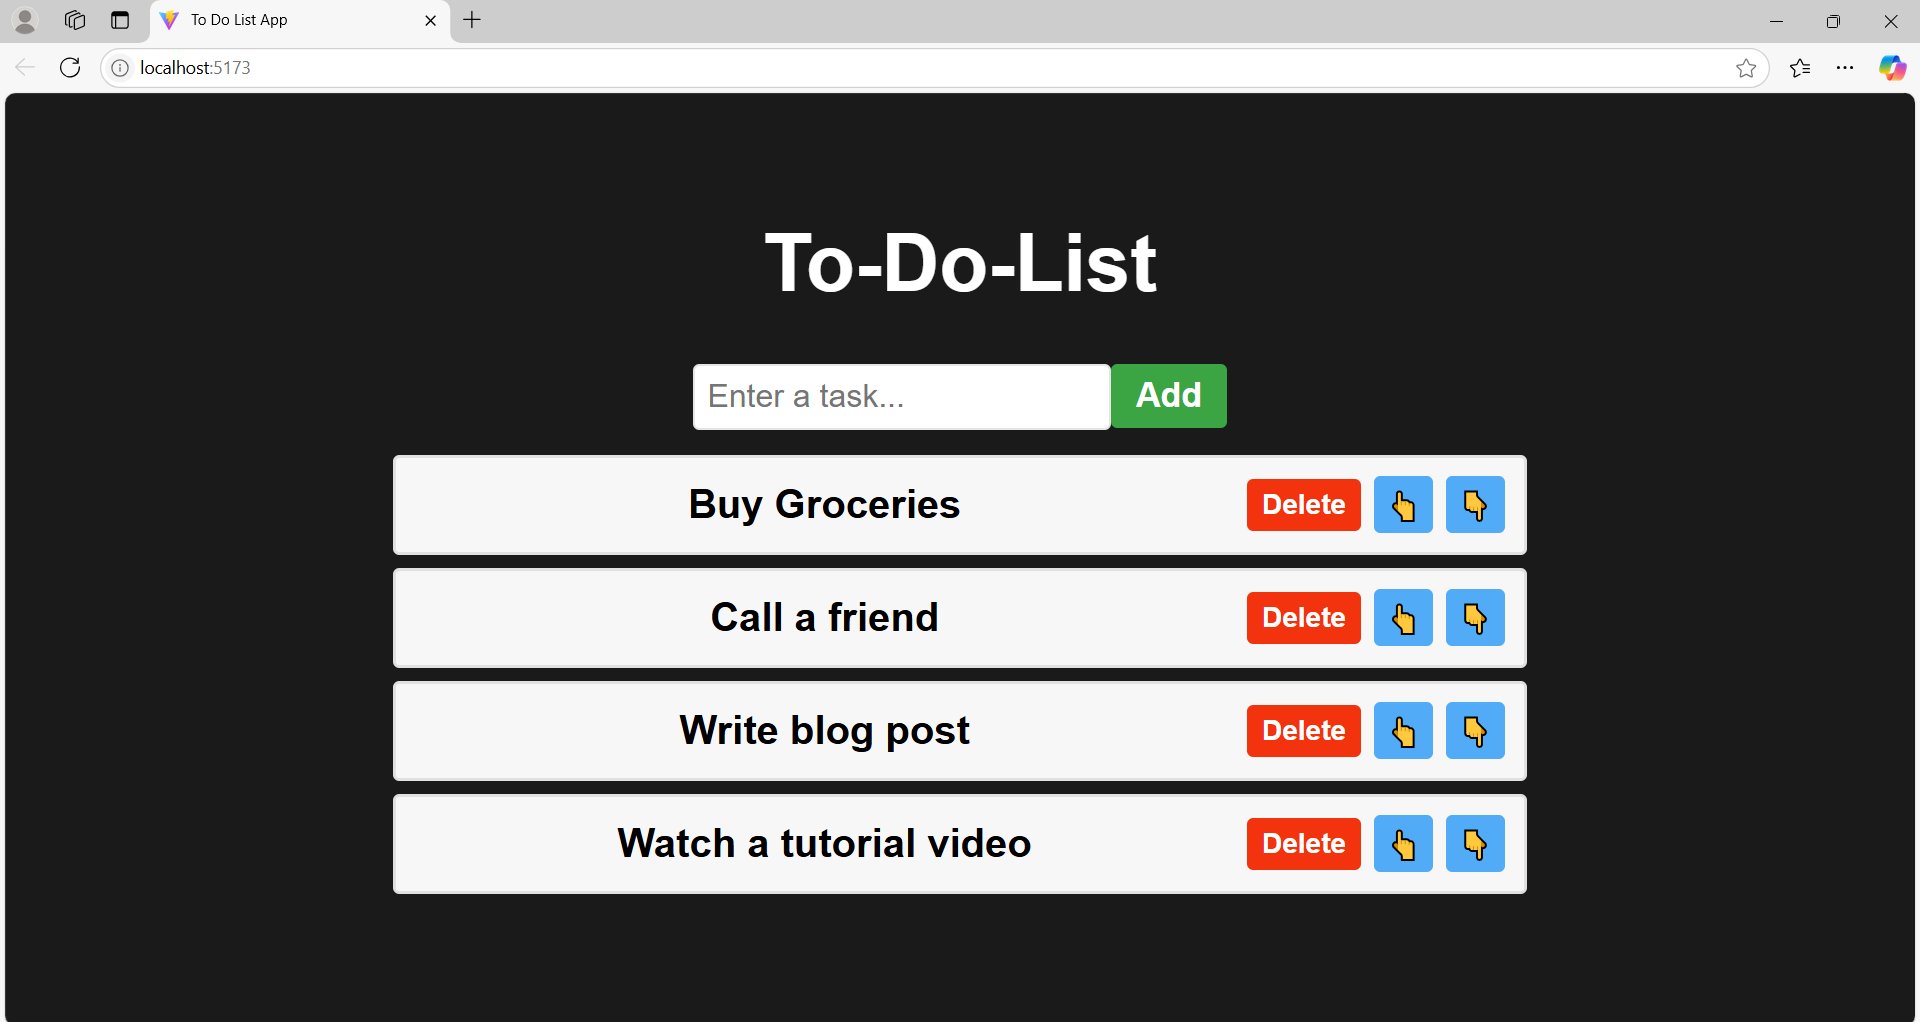 To Do List App
localhost:5173
To-Do-List
Enter a task... Add
Buy Groceries Delete 👆 👇
Call a friend Delete 👆 👇
Write blog post Delete 👆 👇
Watch a tutorial video Delete 👆 👇